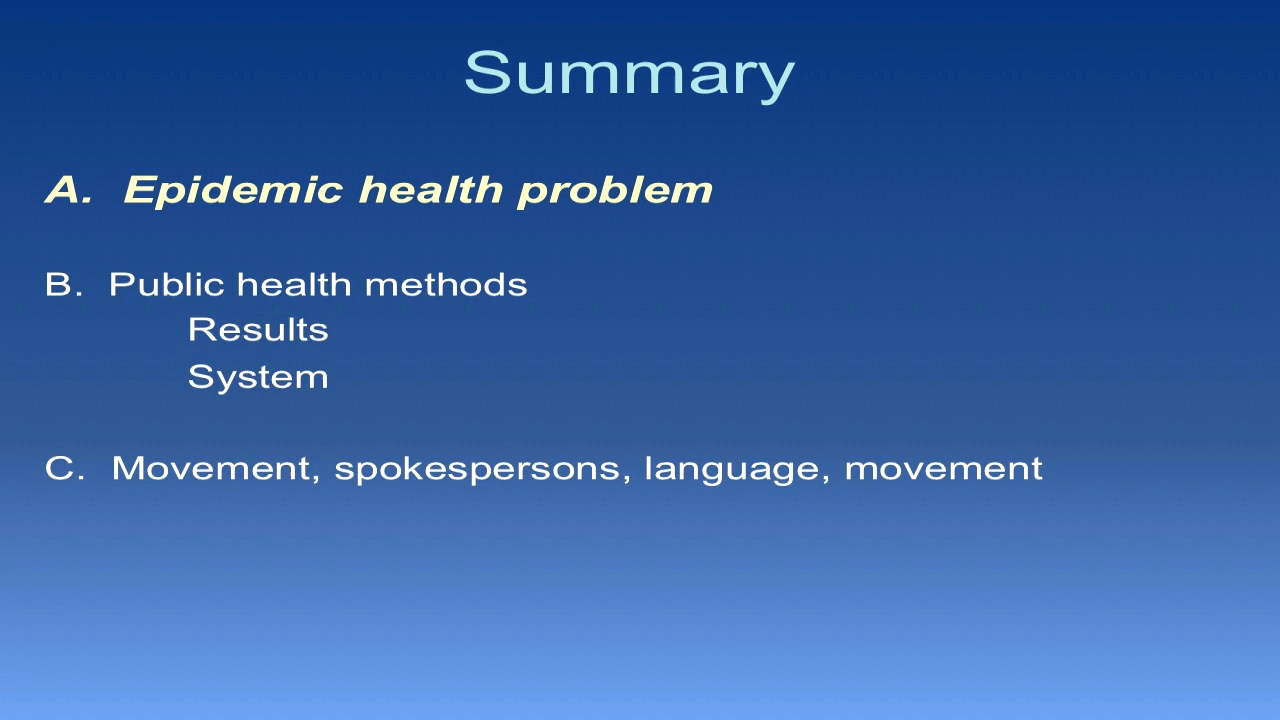 Summary
A. Epidemic health problem
B. Public health methods
Results
System
C. Movement, spokespersons, language, movement